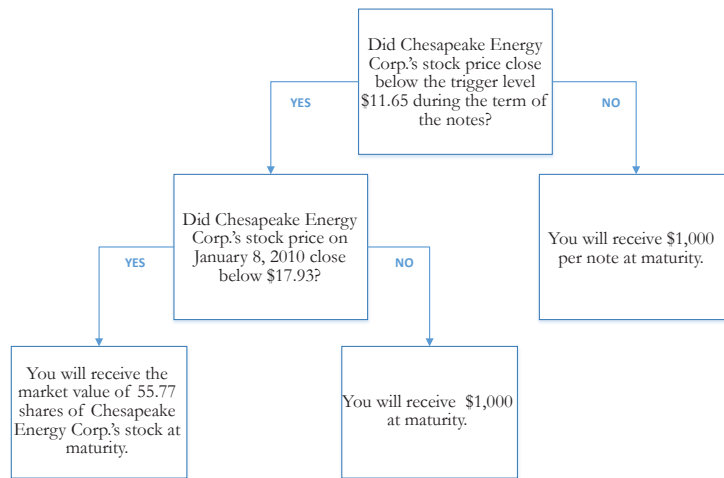 Did Chesapeake Energy
Corp.'s stock price close
below the trigger level
$11.65 during the term of
the notes?
YES
NO
Did Chesapeake Energy
Corp.'s stock price on
January 8, 2010 close
below $17.93?
You will receive $1,000
per note at maturity.
YES
NO
You will receive the
market value of 55.77
shares of Chesapeake
Energy Corp.'s stock at
maturity.
You will receive $1,000
at maturity.